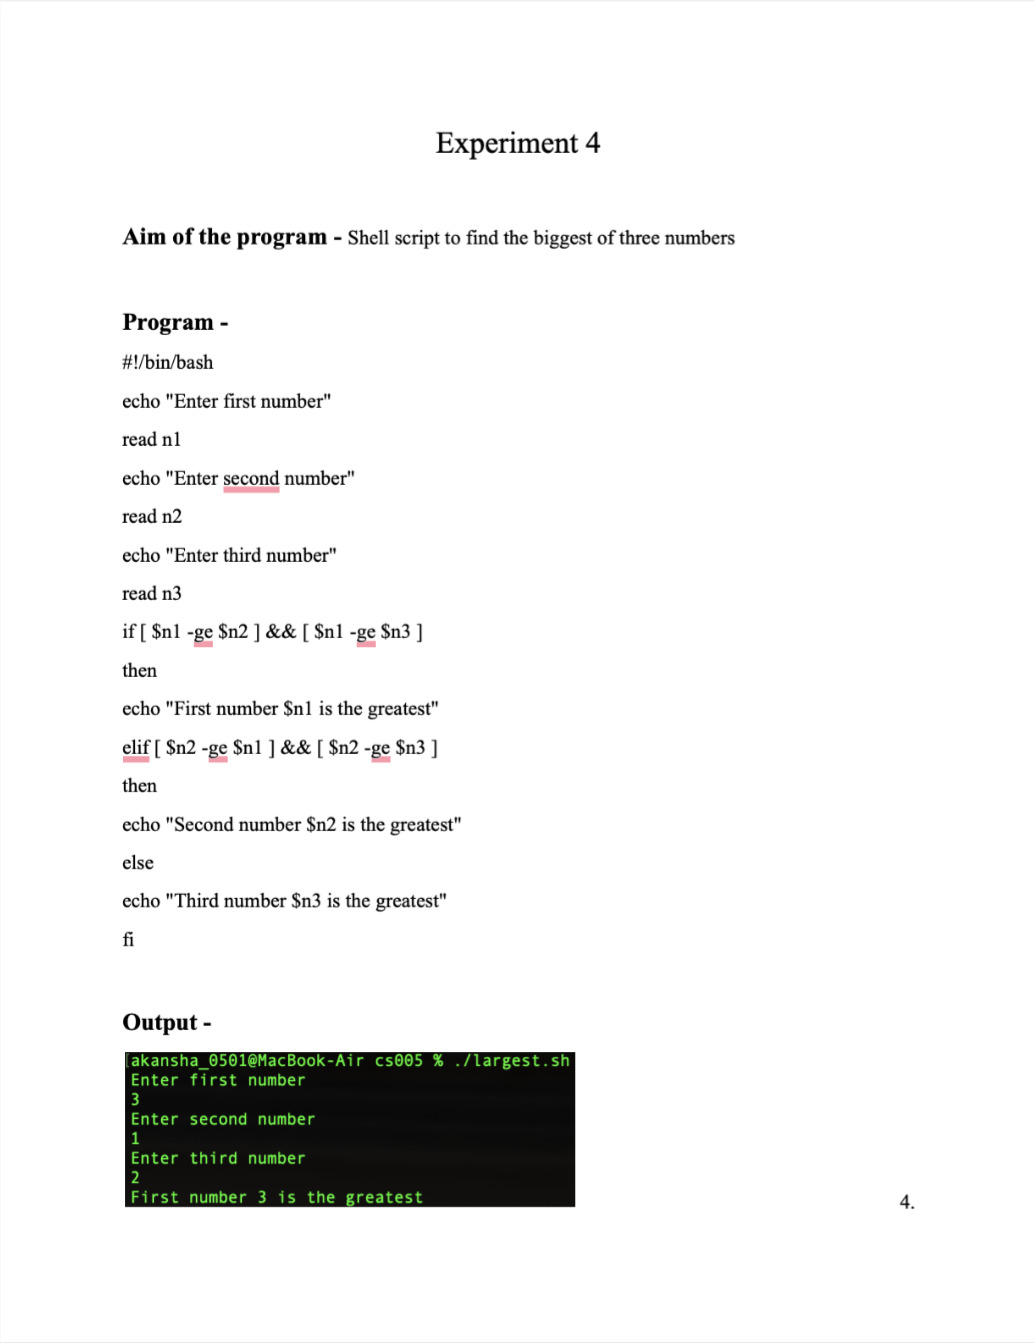 Experiment 4
Aim of the program - Shell script to find the biggest of three numbers
Program -
#!/bin/bash
echo "Enter first number"
read n1
echo "Enter second number"
read n2
echo "Enter third number"
read n3
if [ $n1 -ge $n2 ] && [ $n1 -ge $n3 ]
then
echo "First number $n1 is the greatest"
elif [ $n2 -ge $n1 ] && [ $n2 -ge $n3 ]
then
echo "Second number $n2 is the greatest"
else
echo "Third number $n3 is the greatest"
fi
Output -
[akansha_0501@MacBook-Air cs005 % ./largest.sh
Enter first number
3
Enter second number
1
Enter third number
2
First number 3 is the greatest
4.